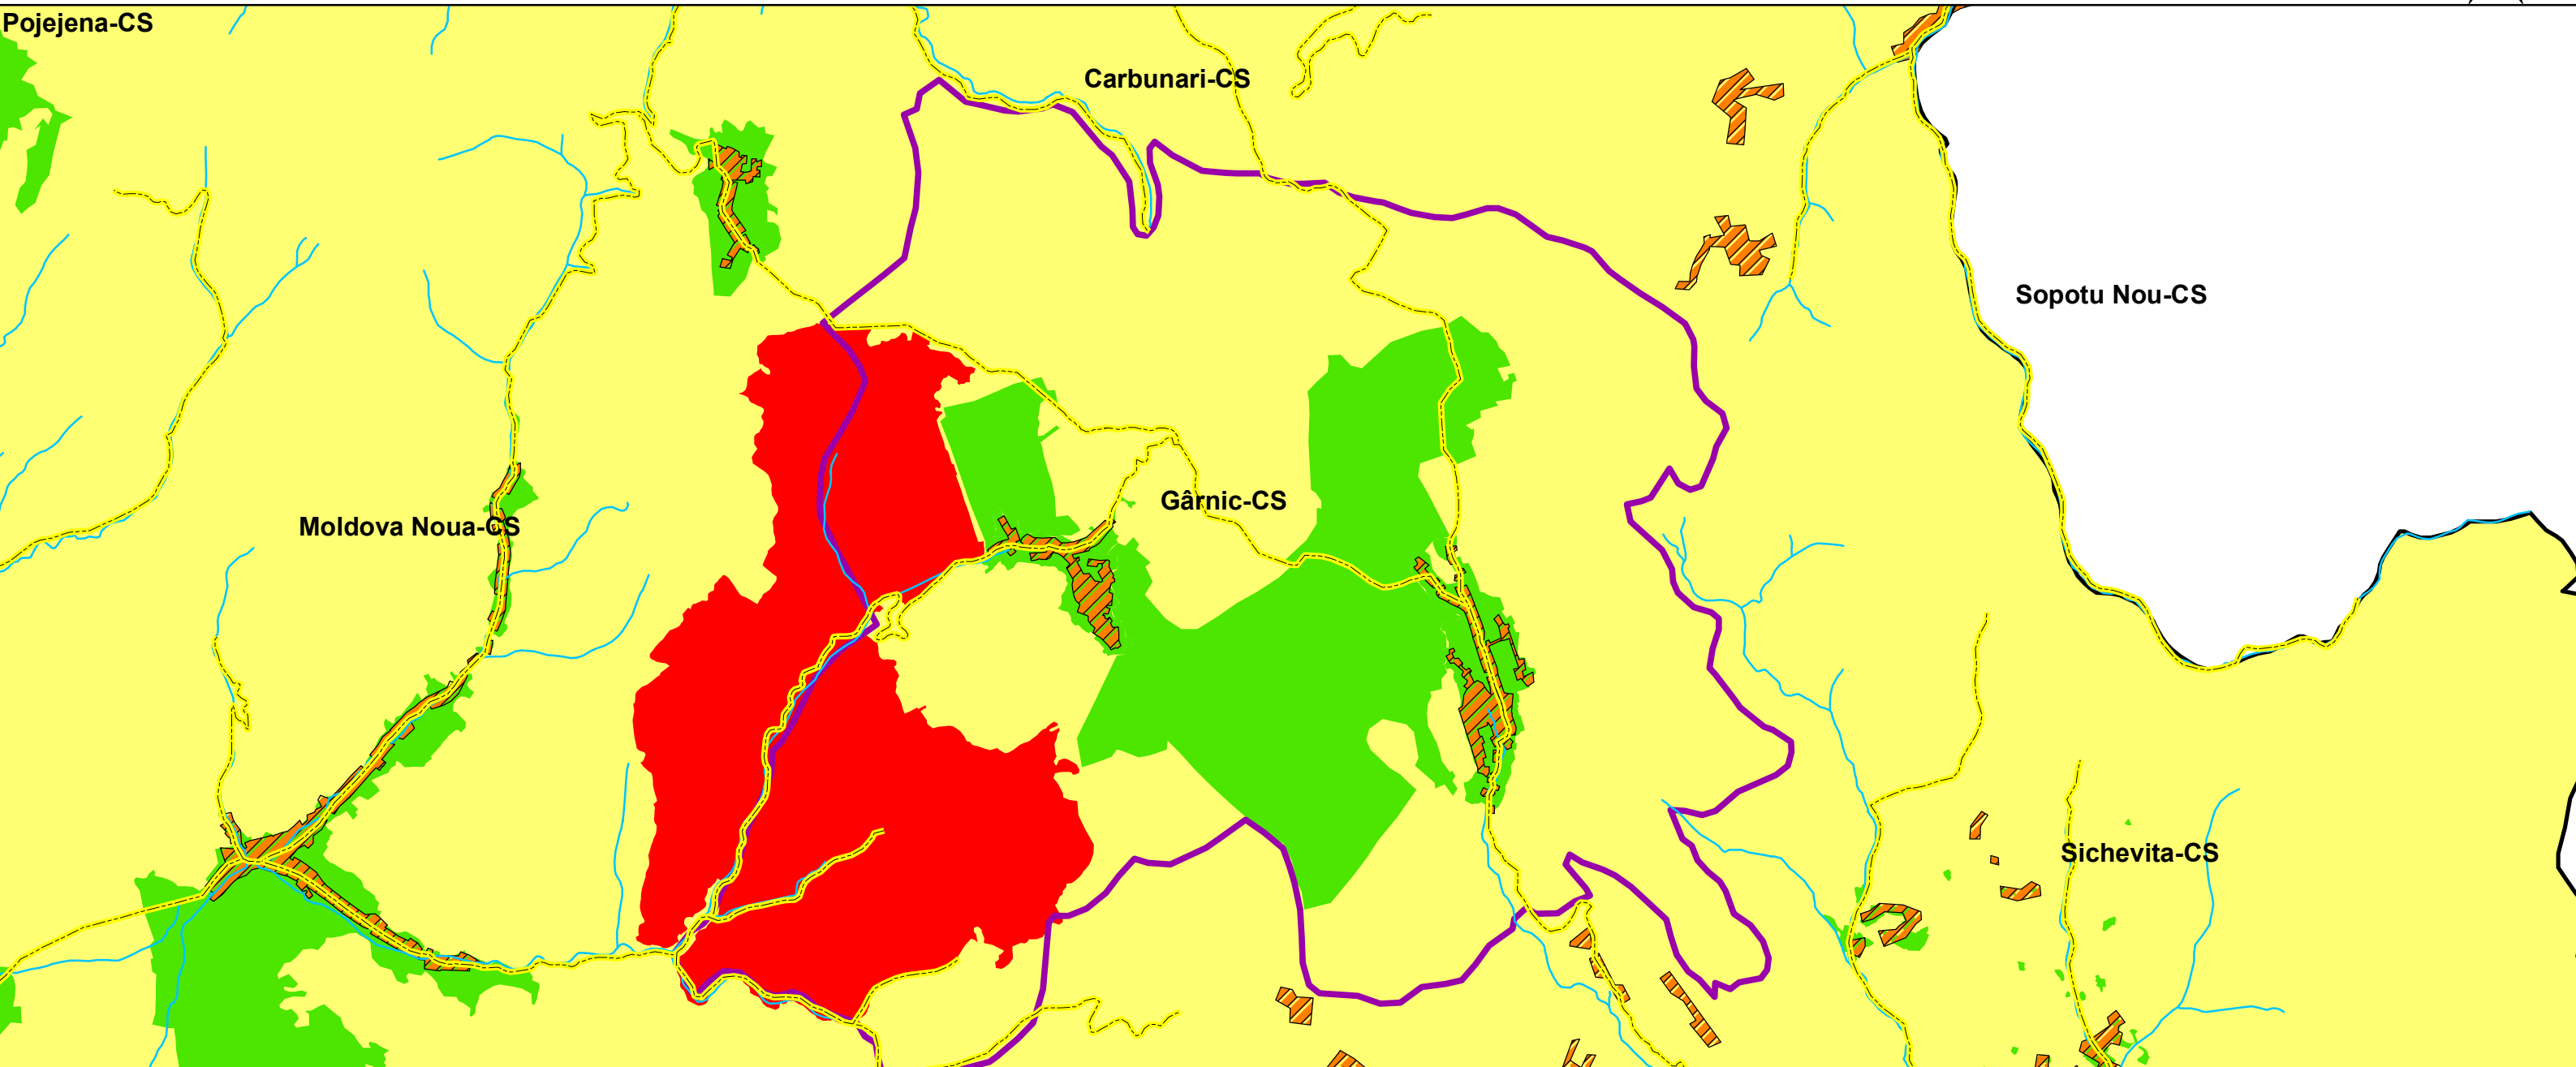 Pojejena-CS
Carbunari-CS
Sopotu Nou-CS
Gârnic-CS
Moldova Noua-CS
Sichevita-CS